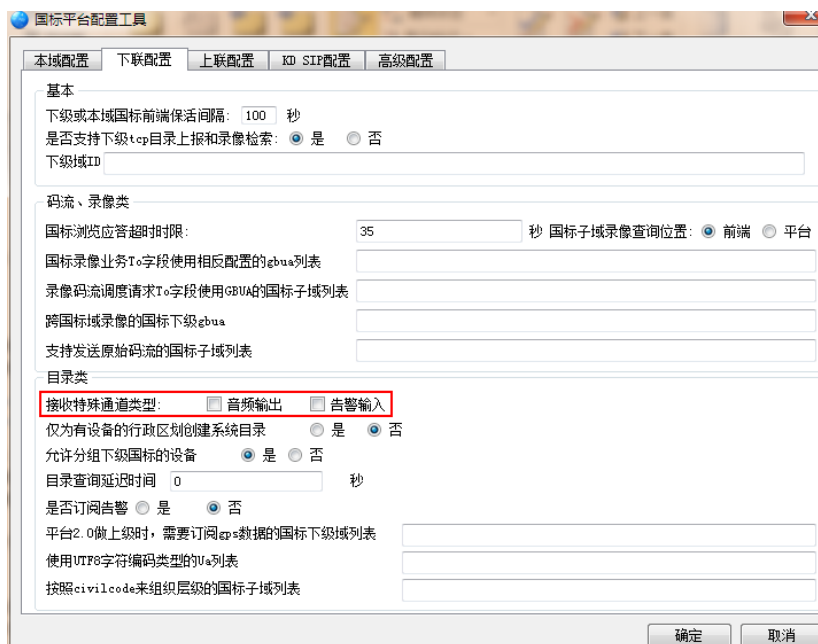 国标平台配置工具
本域配置 下联配置 上联配置 KD SIP配置 高级配置
基本
下级或本域国标前端保活间隔: 100 秒
是否支持下级tcp目录上报和录像检索: 是 否
下级域ID
码流、录像类
国标浏览应答超时时限: 35 秒 国标子域录像查询位置: 前端 平台
国标录像业务To字段使用相反配置的gbua列表
录像码流调度请求To字段使用GBUA的国标子域列表
跨国标域录像的国标下级gbua
支持发送原始码流的国标子域列表
目录类
接收特殊通道类型: 音频输出 告警输入
仅为有设备的行政区划创建系统目录 是 否
允许分组下级国标的设备 是 否
目录查询延迟时间 0 秒
是否订阅告警 是 否
平台2.0做上级时，需要订阅gps数据的国标下级域列表
使用UTF8字符编码类型的Ua列表
按照civilcode来组织层级的国标子域列表
确定 取消